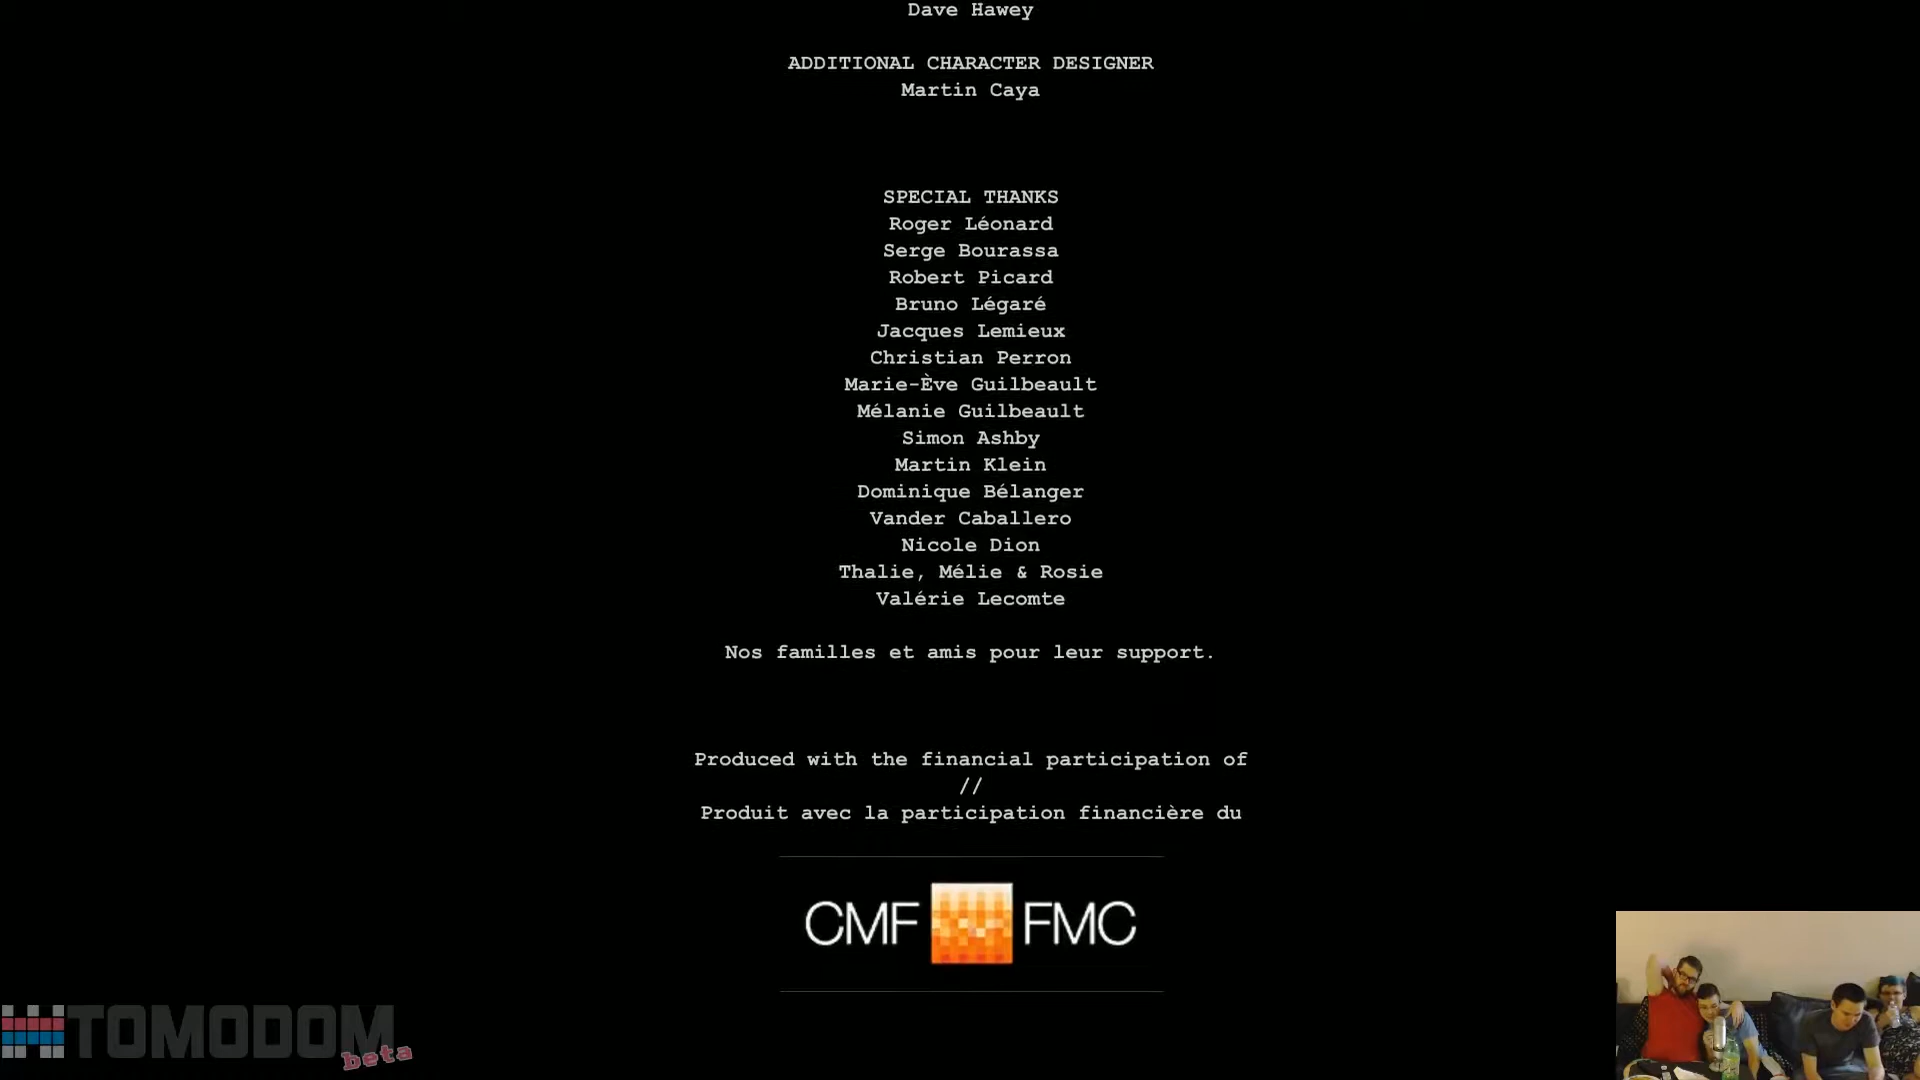 Dave Hawey
ADDITIONAL CHARACTER DESIGNER
Martin Caya
SPECIAL THANKS
Roger Léonard
Serge Bourassa
Robert Picard
Bruno Légaré
Jacques Lemieux
Christian Perron
Marie-Ève Guilbeault
Mélanie Guilbeault
Simon Ashby
Martin Klein
Dominique Bélanger
Vander Caballero
Nicole Dion
Thalie, Mélie & Rosie
Valérie Lecomte
Nos familles et amis pour leur support.
Produced with the financial participation of
//
Produit avec la participation financière du
CMF FMC
TOMODOM
beta